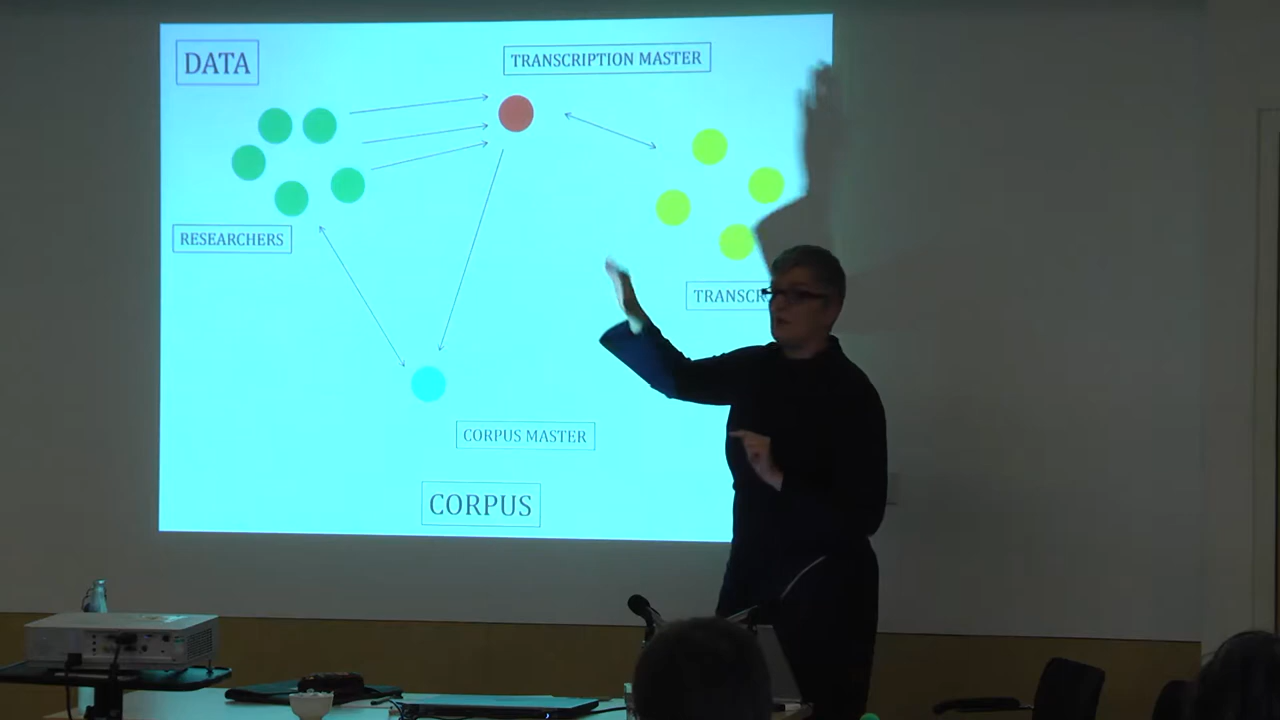 DATA
TRANSCRIPTION MASTER
RESEARCHERS
CORPUS MASTER
CORPUS